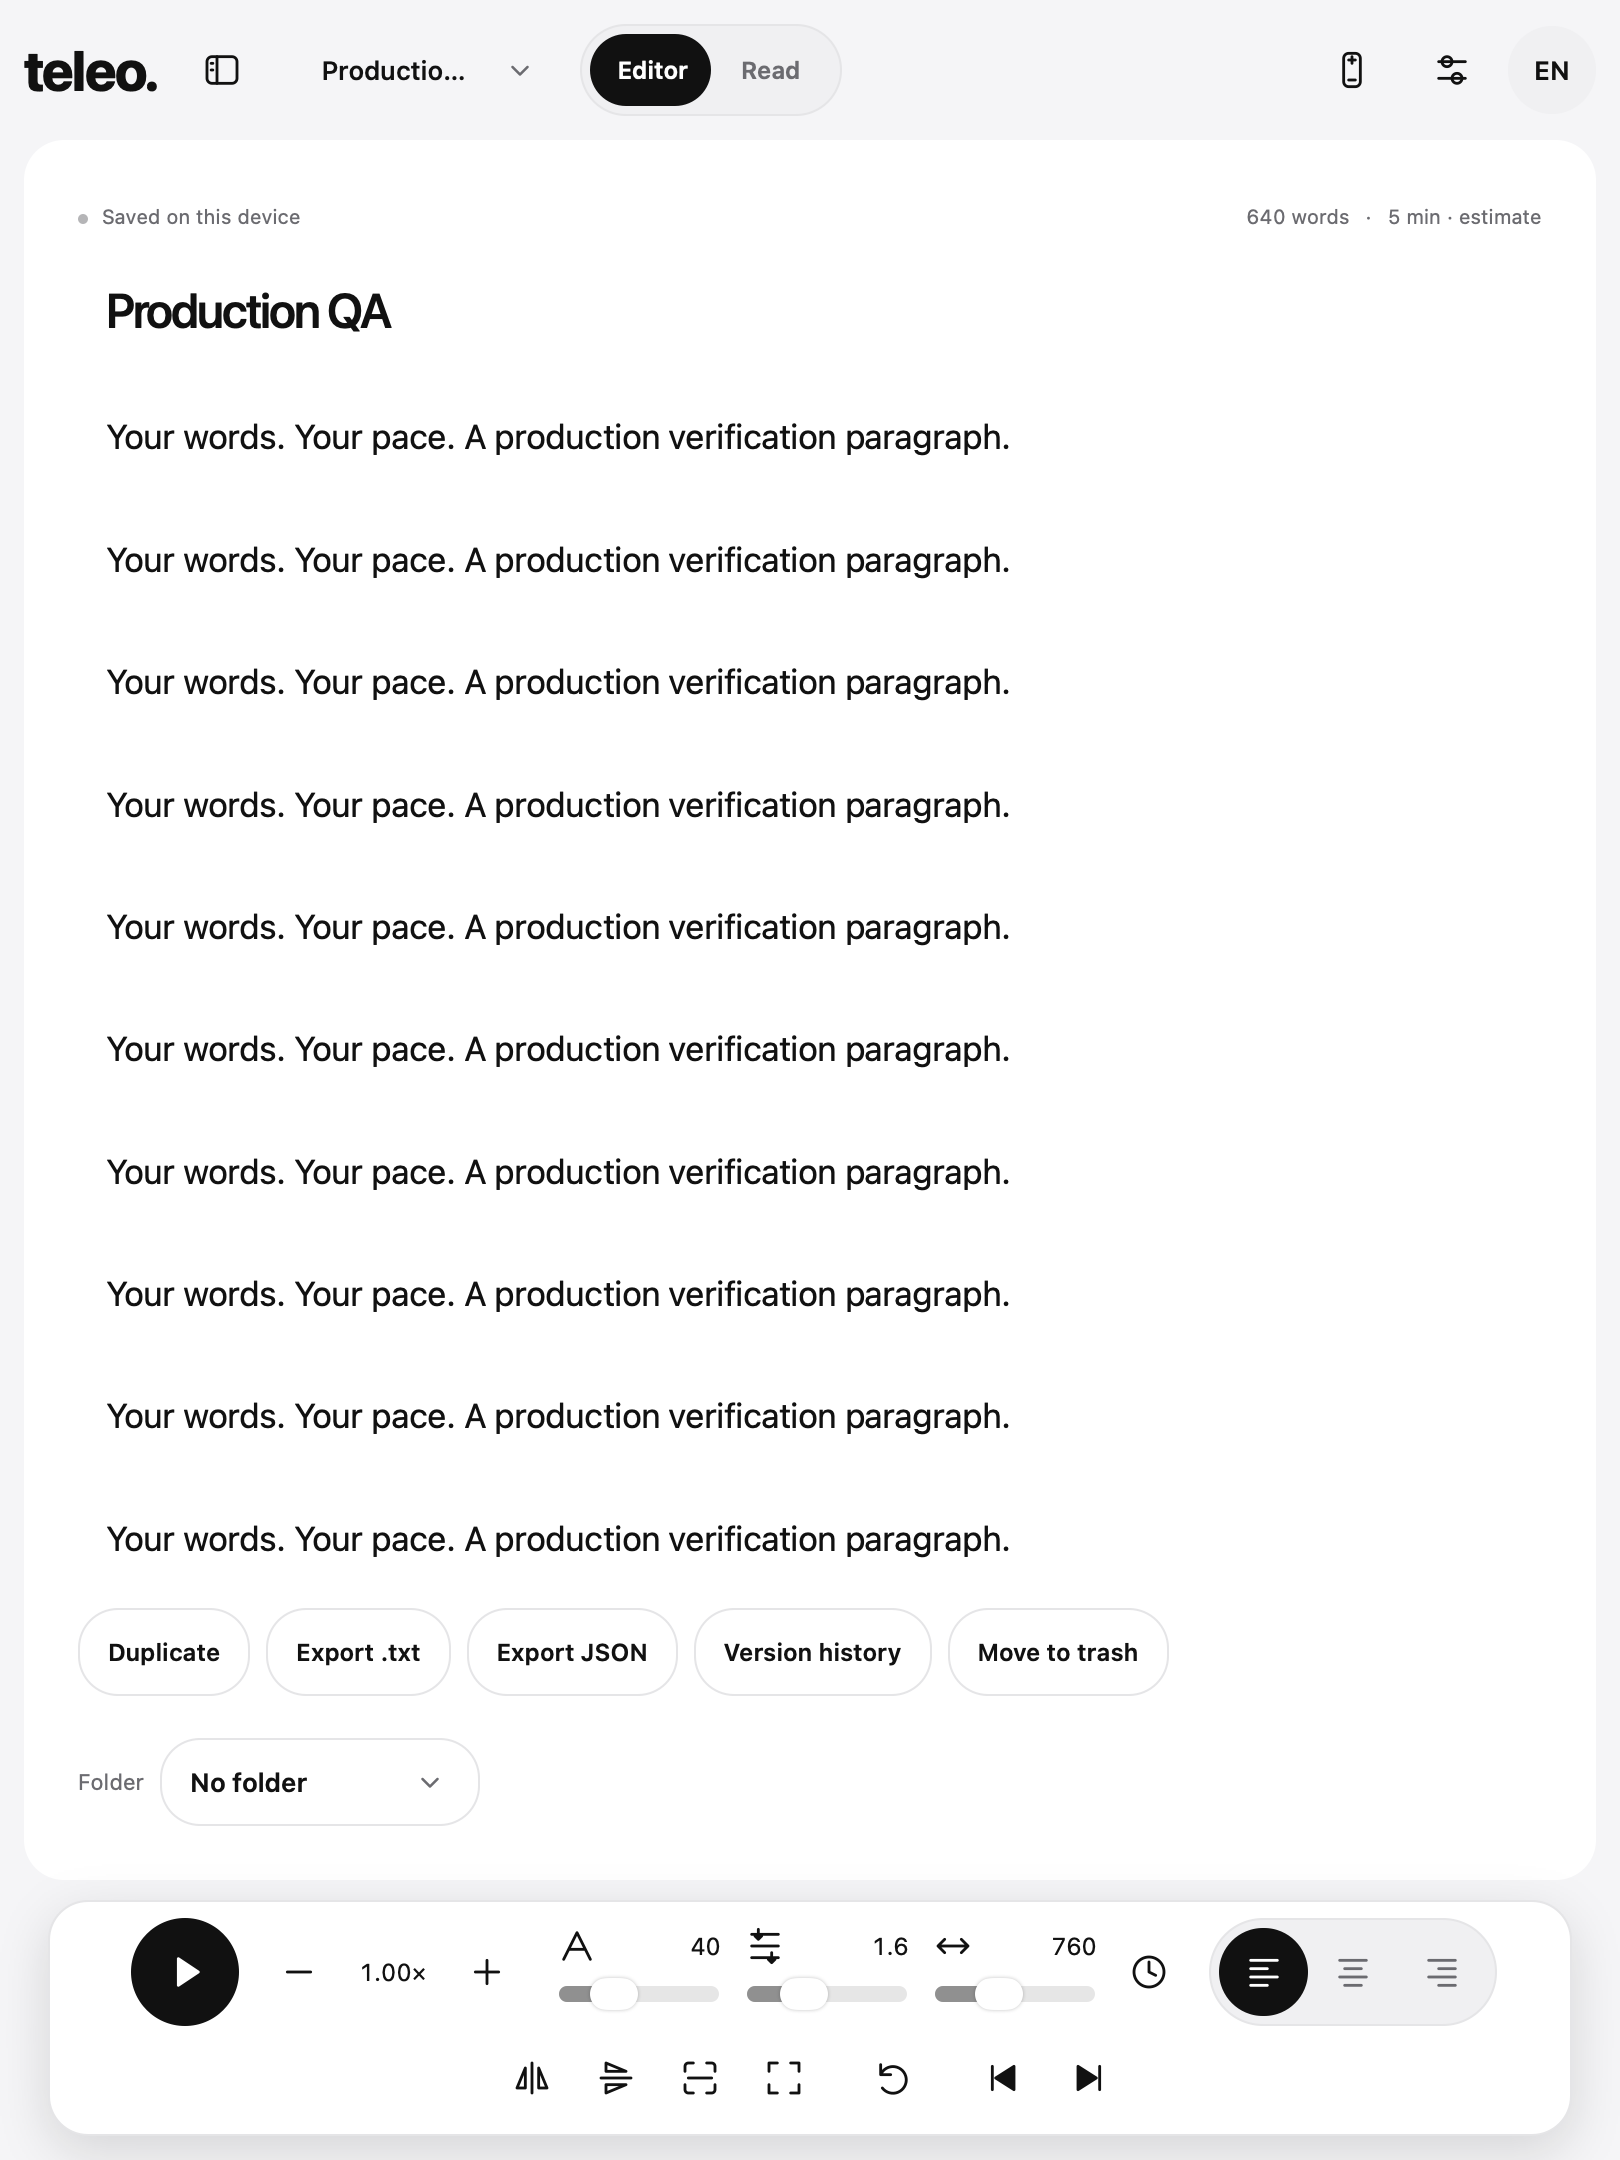 teleo.
Productio...
Editor
Read
EN
Saved on this device
640 words · 5 min · estimate
Production QA
Your words. Your pace. A production verification paragraph.
Your words. Your pace. A production verification paragraph.
Your words. Your pace. A production verification paragraph.
Your words. Your pace. A production verification paragraph.
Your words. Your pace. A production verification paragraph.
Your words. Your pace. A production verification paragraph.
Your words. Your pace. A production verification paragraph.
Your words. Your pace. A production verification paragraph.
Your words. Your pace. A production verification paragraph.
Your words. Your pace. A production verification paragraph.
Duplicate
Export .txt
Export JSON
Version history
Move to trash
Folder
No folder
1.00×
40
1.6
760